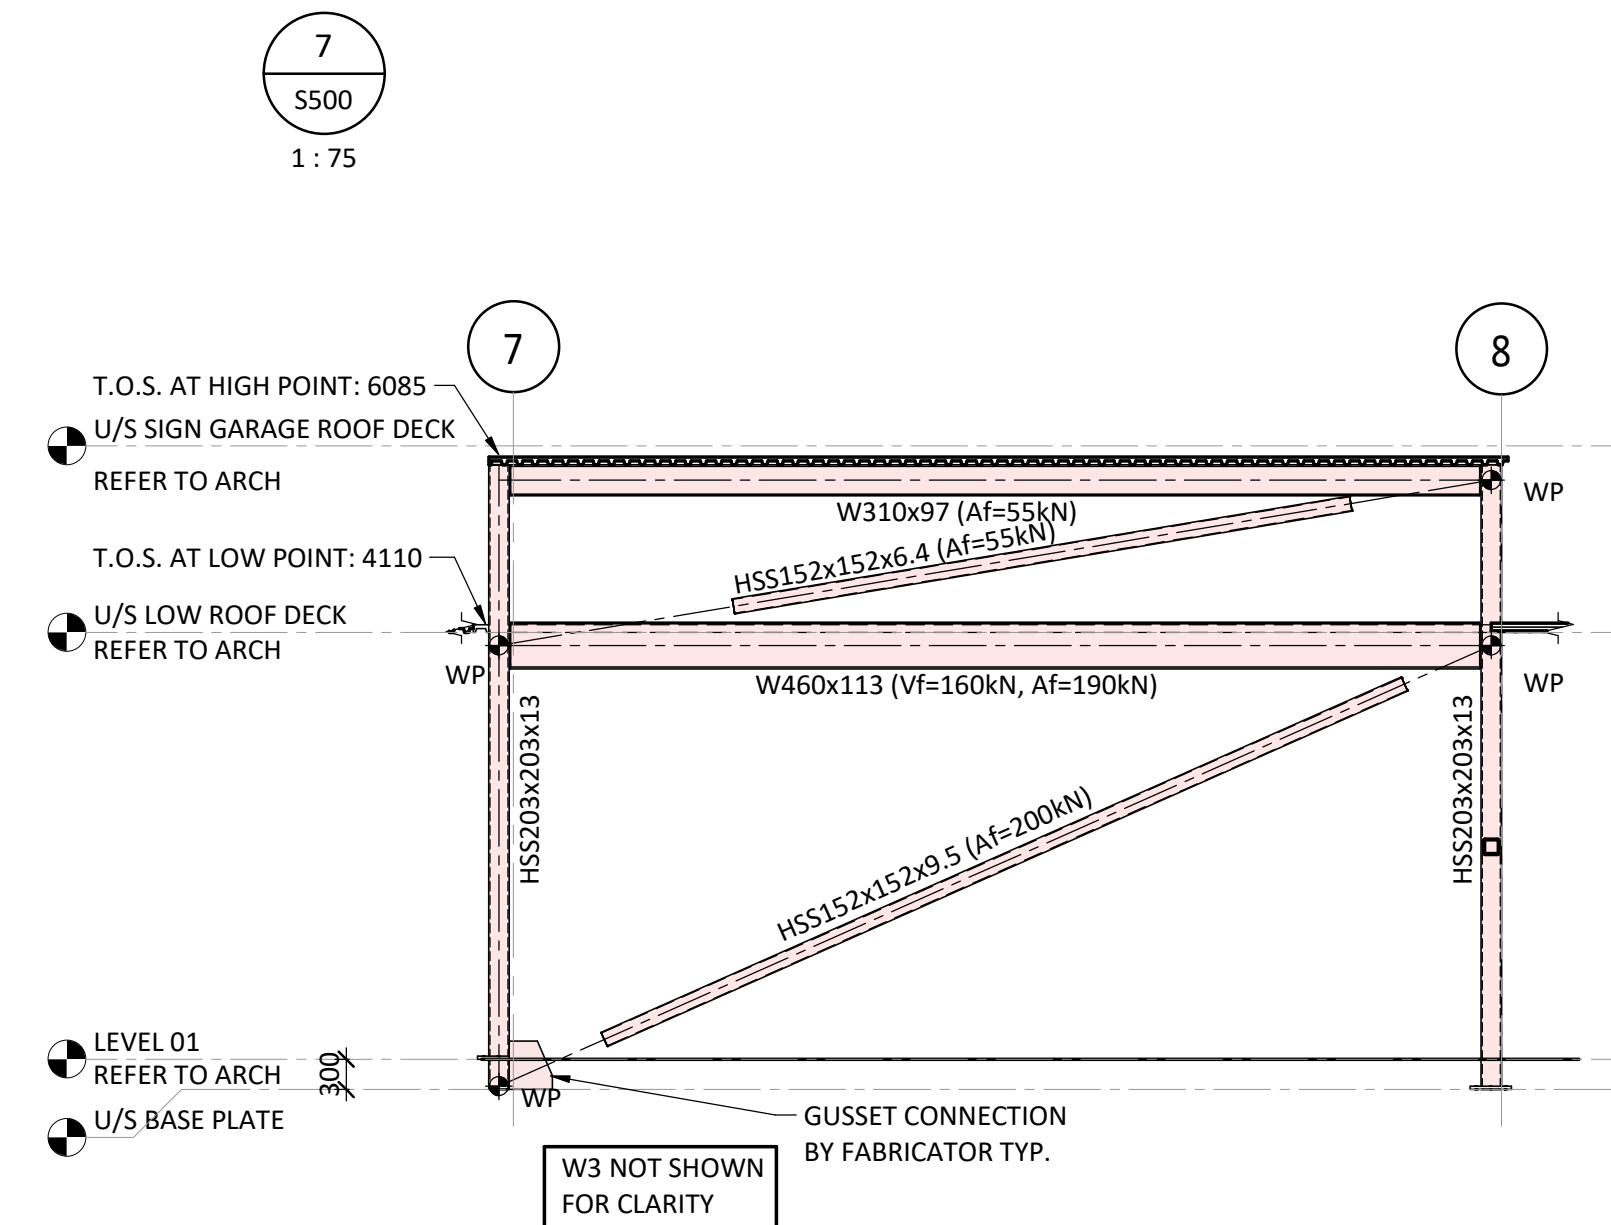 7
S500
1 : 75
7
8
T.O.S. AT HIGH POINT: 6085
U/S SIGN GARAGE ROOF DECK
REFER TO ARCH
WP
W310x97 (Af=55kN)
HSS152x152x6.4 (Af=55kN)
T.O.S. AT LOW POINT: 4110
U/S LOW ROOF DECK
REFER TO ARCH
WP
W460x113 (Vf=160kN, Af=190kN)
WP
HSS203x203x13
HSS203x203x13
HSS152x152x9.5 (Af=200kN)
LEVEL 01
REFER TO ARCH
300
WP
U/S BASE PLATE
GUSSET CONNECTION
BY FABRICATOR TYP.
W3 NOT SHOWN
FOR CLARITY